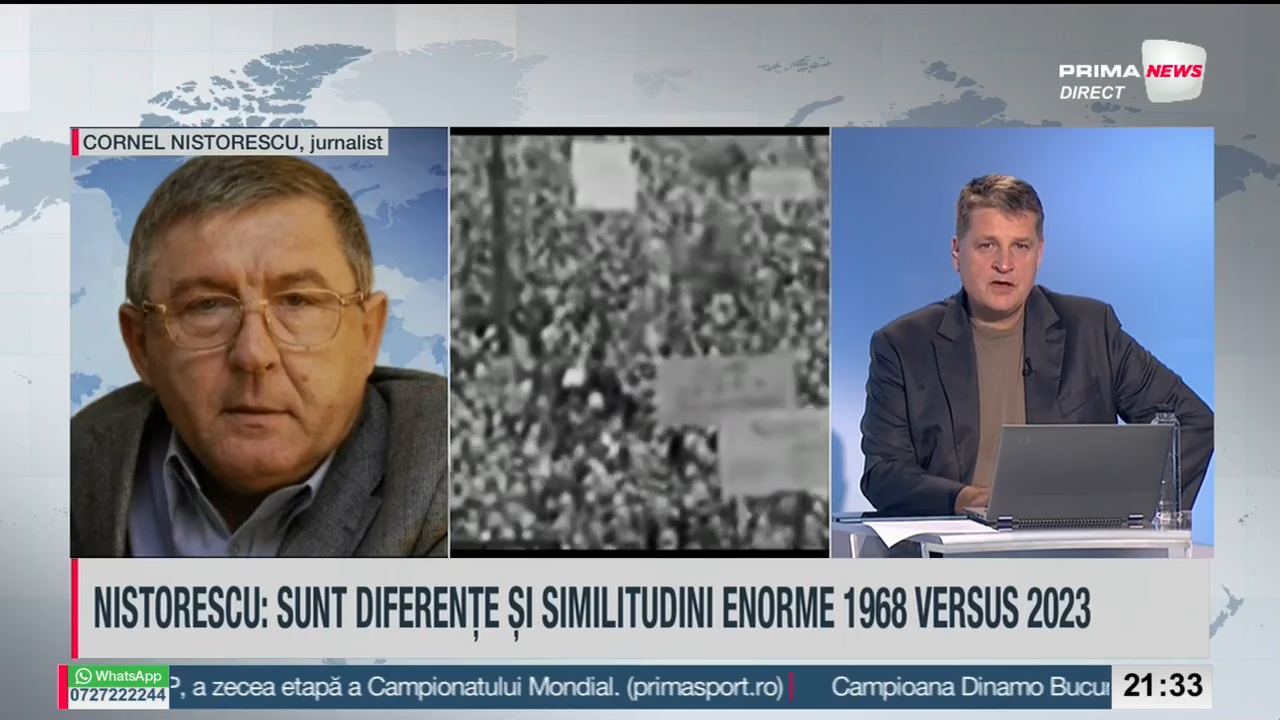 PRIMA NEWS
DIRECT
CORNEL NISTORESCU, jurnalist
NISTORESCU: SUNT DIFERENȚE ȘI SIMILITUDINI ENORME 1968 VERSUS 2023
WhatsApp
0727222244
P, a zecea etapă a Campionatului Mondial. (primasport.ro) | Campioana Dinamo Bucur
21:33